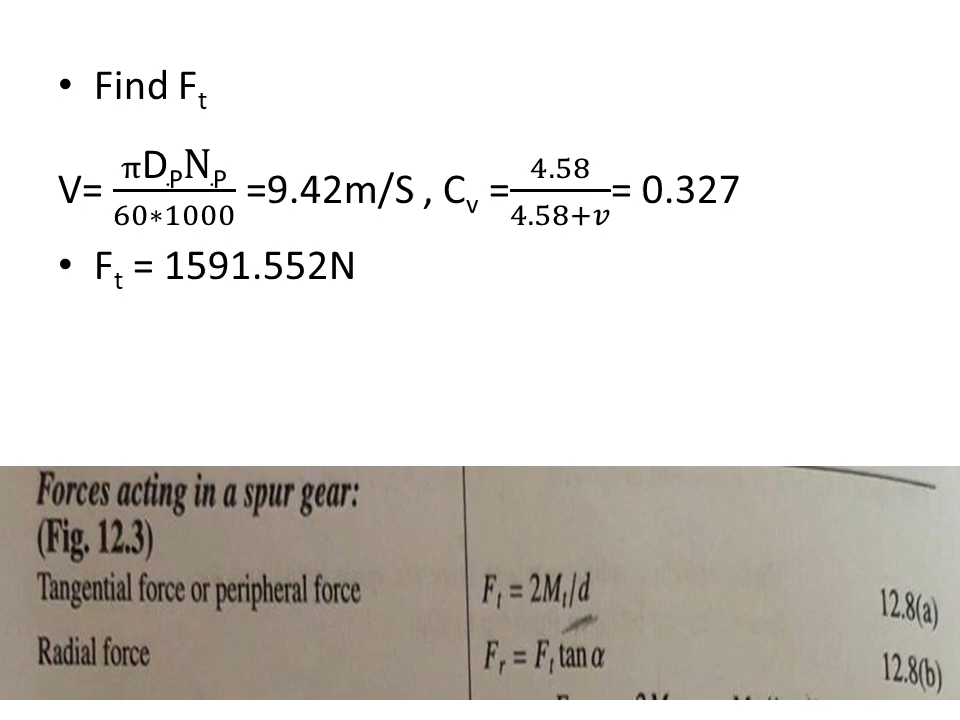 • Find Ft
V= πD.PN.P / 60*1000 =9.42m/S , Cv = 4.58 / 4.58+v = 0.327
• Ft = 1591.552N
Forces acting in a spur gear:
(Fig. 12.3)
Tangential force or peripheral force Ft = 2Mt/d 12.8(a)
Radial force Fr = Ft tan α 12.8(b)